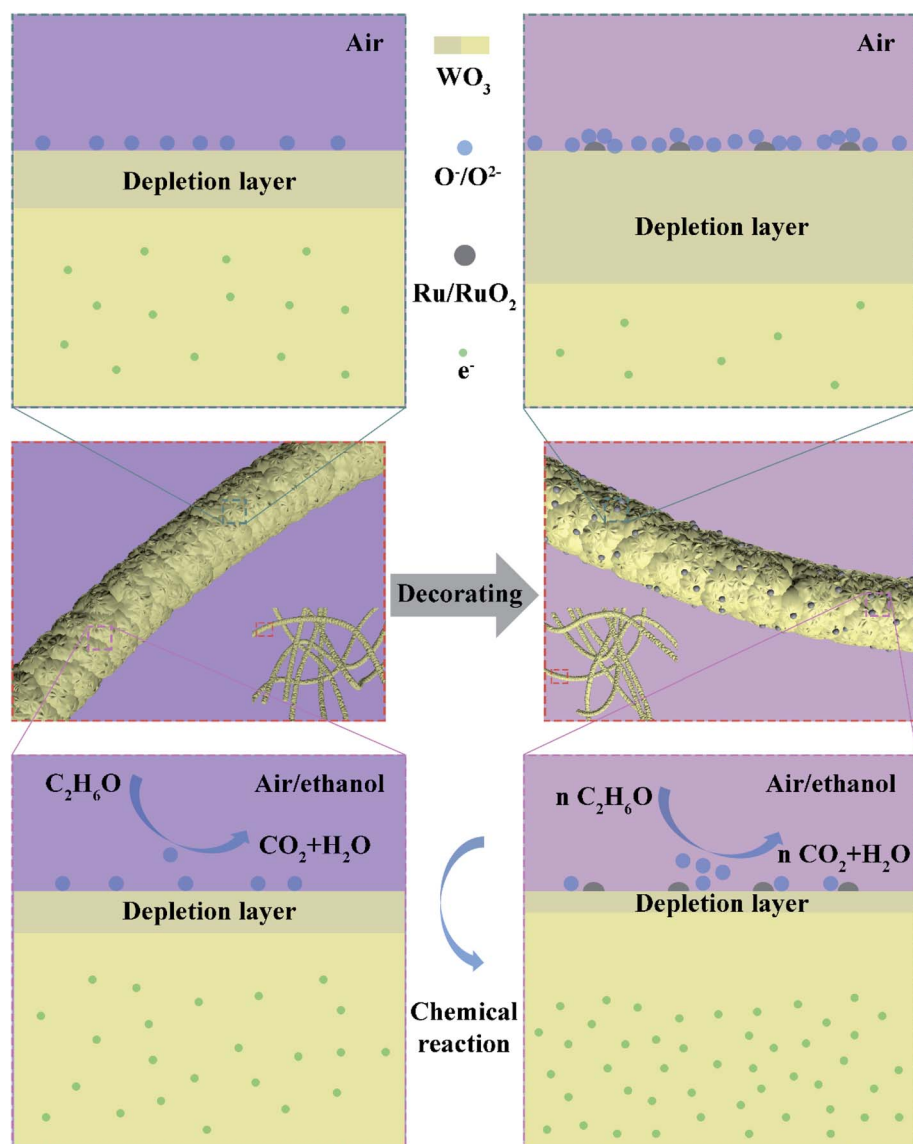 Air
Depletion layer
WO₃
O⁻/O²⁻
Ru/RuO₂
e⁻
Air
Depletion layer
Decorating
C₂H₆O
Air/ethanol
CO₂+H₂O
Depletion layer
Chemical
reaction
n C₂H₆O
Air/ethanol
n CO₂+H₂O
Depletion layer